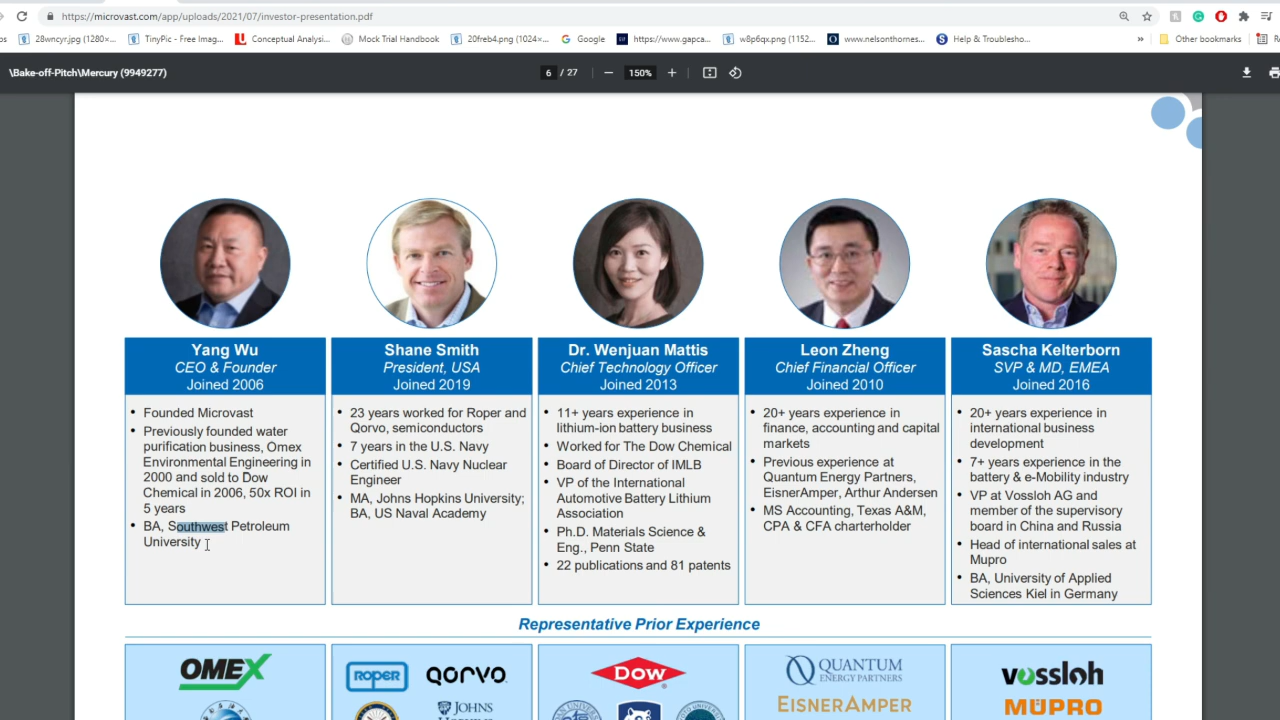 https://microvast.com/app/uploads/2021/07/investor-presentation.pdf
28wncyr.jpg (1280×...
TinyPic - Free Imag...
Conceptual Analysi...
Mock Trial Handbook
20freb4.png (1024×...
Google
https://www.gapca...
w8p6qx.png (1152...
www.nelsonthornes...
Help & Troublesho...
»
Other bookmarks
\Bake-off-Pitch\Mercury (9949277)
6 / 27
150%
Yang Wu
CEO & Founder
Joined 2006
• Founded Microvast
• Previously founded water
purification business, Omex
Environmental Engineering in
2000 and sold to Dow
Chemical in 2006, 50x ROI in
5 years
• BA, Southwest Petroleum
University
Shane Smith
President, USA
Joined 2019
• 23 years worked for Roper and
Qorvo, semiconductors
• 7 years in the U.S. Navy
• Certified U.S. Navy Nuclear
Engineer
• MA, Johns Hopkins University;
BA, US Naval Academy
Dr. Wenjuan Mattis
Chief Technology Officer
Joined 2013
• 11+ years experience in
lithium-ion battery business
• Worked for The Dow Chemical
• Board of Director of IMLB
• VP of the International
Automotive Battery Lithium
Association
• Ph.D. Materials Science &
Eng., Penn State
• 22 publications and 81 patents
Leon Zheng
Chief Financial Officer
Joined 2010
• 20+ years experience in
finance, accounting and capital
markets
• Previous experience at
Quantum Energy Partners,
EisnerAmper, Arthur Andersen
• MS Accounting, Texas A&M,
CPA & CFA charterholder
Sascha Kelterborn
SVP & MD, EMEA
Joined 2016
• 20+ years experience in
international business
development
• 7+ years experience in the
battery & e-Mobility industry
• VP at Vossloh AG and
member of the supervisory
board in China and Russia
• Head of international sales at
Mupro
• BA, University of Applied
Sciences Kiel in Germany
Representative Prior Experience
OMEX
ROPER
QORVO
JOHNS
Dow
QUANTUM
ENERGY PARTNERS
EISNERAMPER
vossloh
MÜPRO